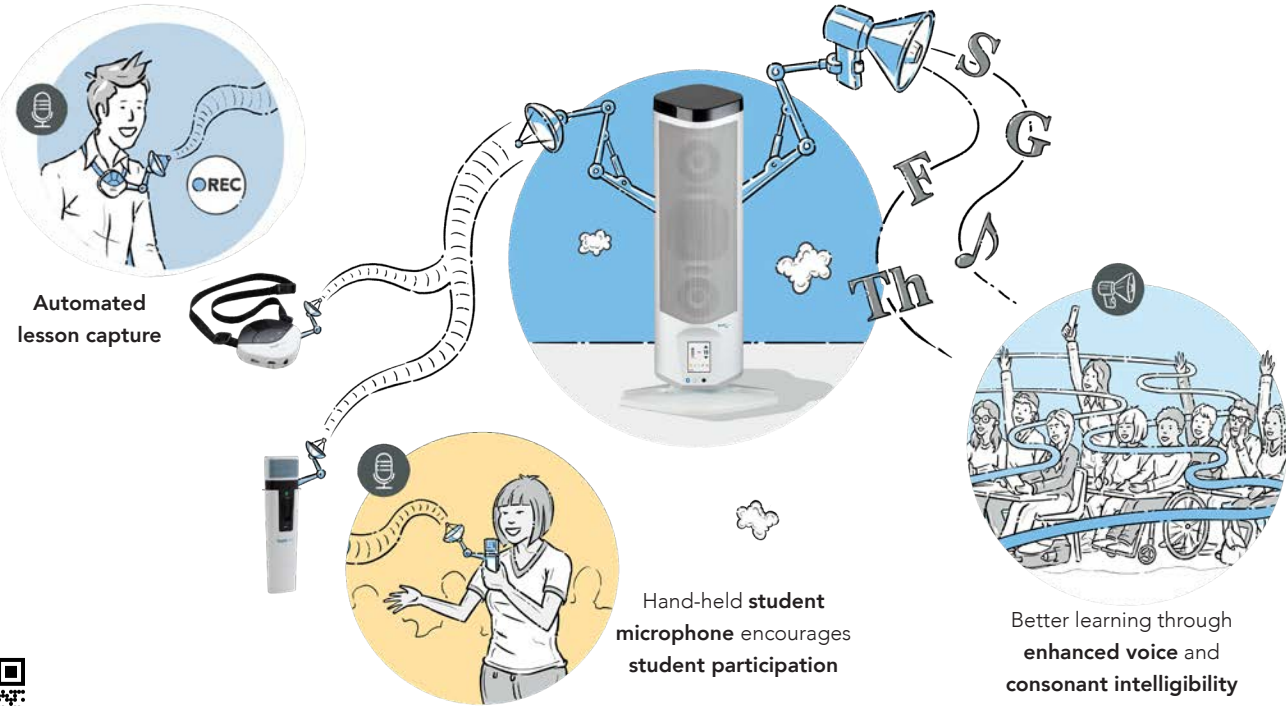 OREC
Automated
lesson capture
S
G
F
Th
Hand-held student
microphone encourages
student participation
Better learning through
enhanced voice and
consonant intelligibility